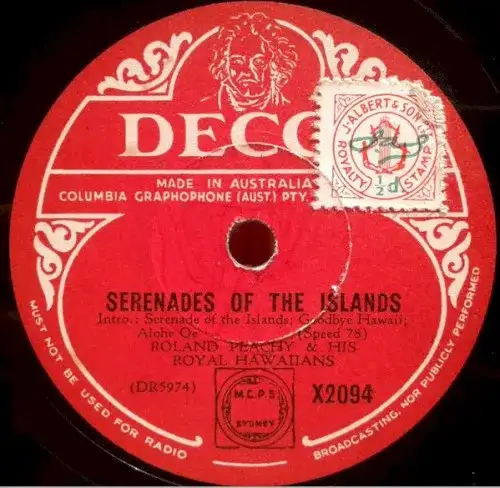 DECC
MADE IN AUSTRALIA
COLUMBIA GRAPHOPHONE (AUST.) PTY.
J. ALBERT & SON
ROYALTY STAMP
½d
SERENADES OF THE ISLANDS
Intro.: Serenade of the Islands; Goodbye Hawaii;
Alohe Oe (Speed 78)
ROLAND PEACHY & HIS
ROYAL HAWAIIANS
(DR5974)
M.C.P.S
SYDNEY
X2094
MUST NOT BE USED FOR RADIO BROADCASTING, NOR PUBLICLY PERFORMED